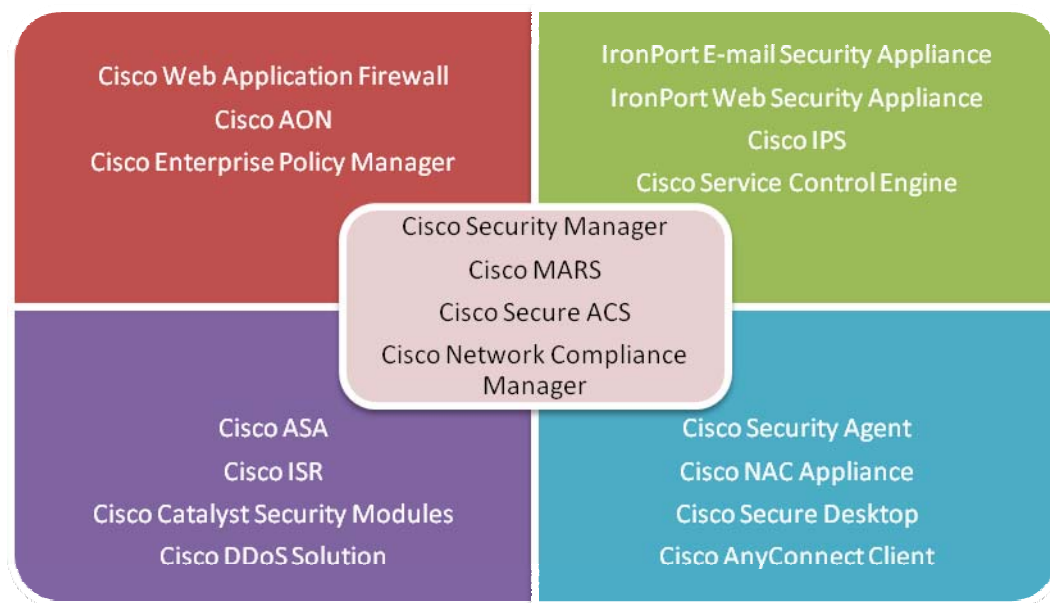 Cisco Web Application Firewall
Cisco AON
Cisco Enterprise Policy Manager
IronPort E-mail Security Appliance
IronPort Web Security Appliance
Cisco IPS
Cisco Service Control Engine
Cisco Security Manager
Cisco MARS
Cisco Secure ACS
Cisco Network Compliance
Manager
Cisco ASA
Cisco ISR
Cisco Catalyst Security Modules
Cisco DDoS Solution
Cisco Security Agent
Cisco NAC Appliance
Cisco Secure Desktop
Cisco AnyConnect Client